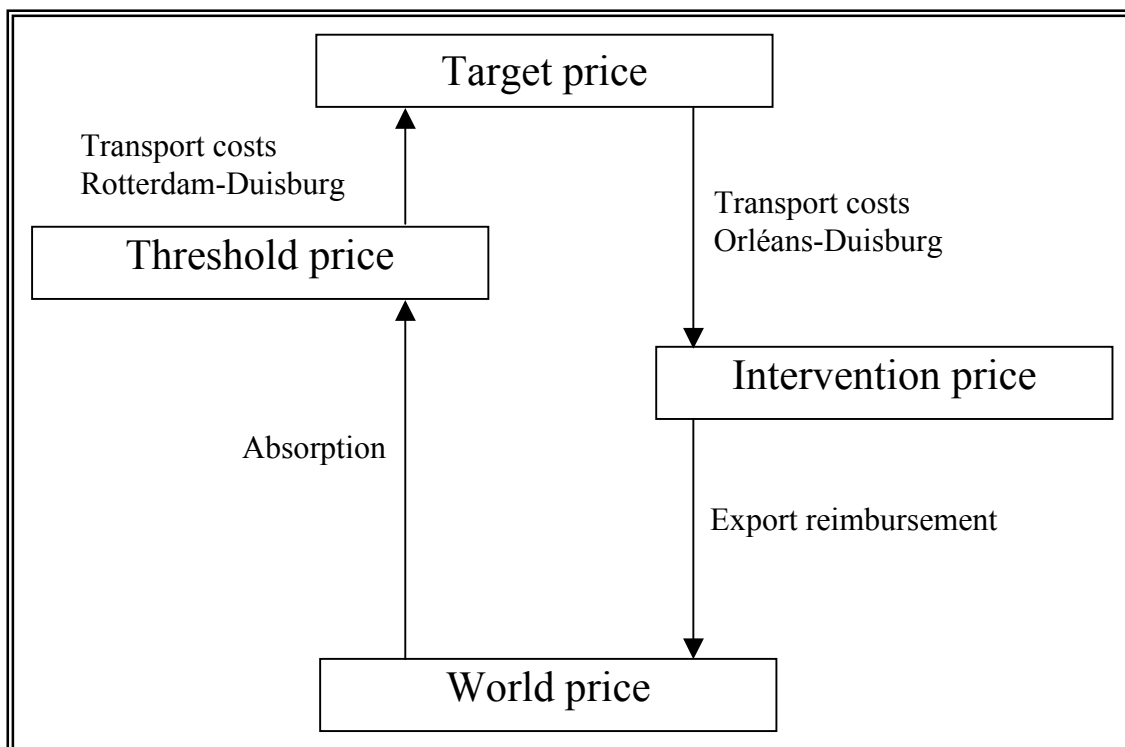 Target price
Transport costs
Rotterdam-Duisburg
Transport costs
Orléans-Duisburg
Threshold price
Intervention price
Absorption
Export reimbursement
World price